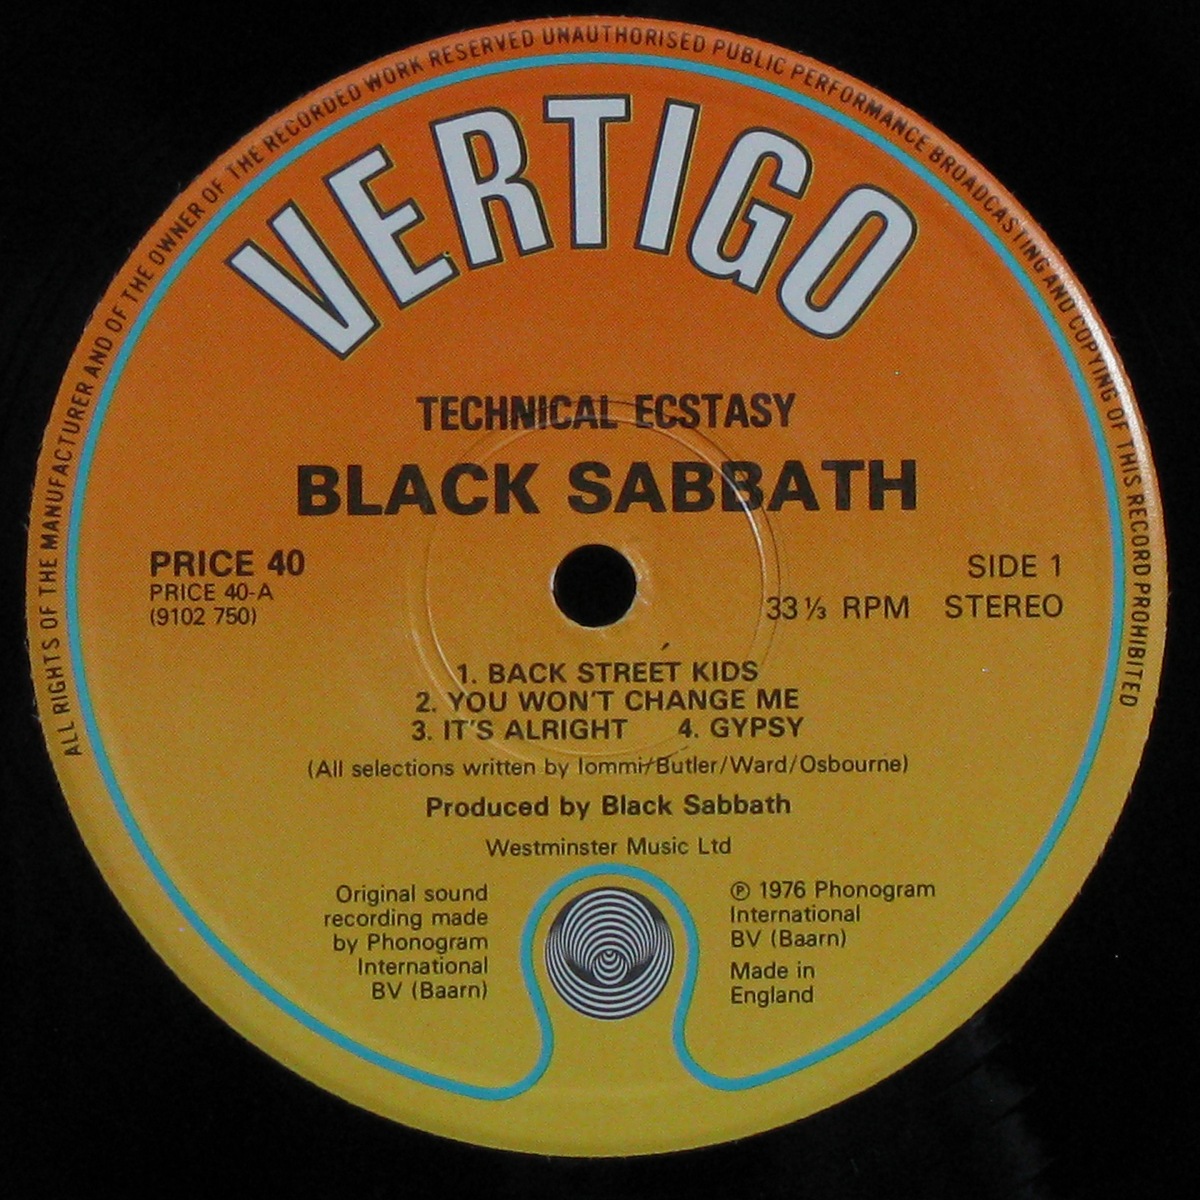 ALL RIGHTS OF THE MANUFACTURER AND OF THE OWNER OF THE RECORDED WORK RESERVED UNAUTHORISED PUBLIC PERFORMANCE BROADCASTING AND COPYING OF THIS RECORD PROHIBITED
VERTIGO
TECHNICAL ECSTASY
BLACK SABBATH
PRICE 40
PRICE 40-A
(9102 750)
SIDE 1
33⅓ RPM STEREO
1. BACK STREET KIDS
2. YOU WON'T CHANGE ME
3. IT'S ALRIGHT 4. GYPSY
(All selections written by Iommi/Butler/Ward/Osbourne)
Produced by Black Sabbath
Westminster Music Ltd
Original sound
recording made
by Phonogram
International
BV (Baarn)
℗ 1976 Phonogram
International
BV (Baarn)
Made in
England